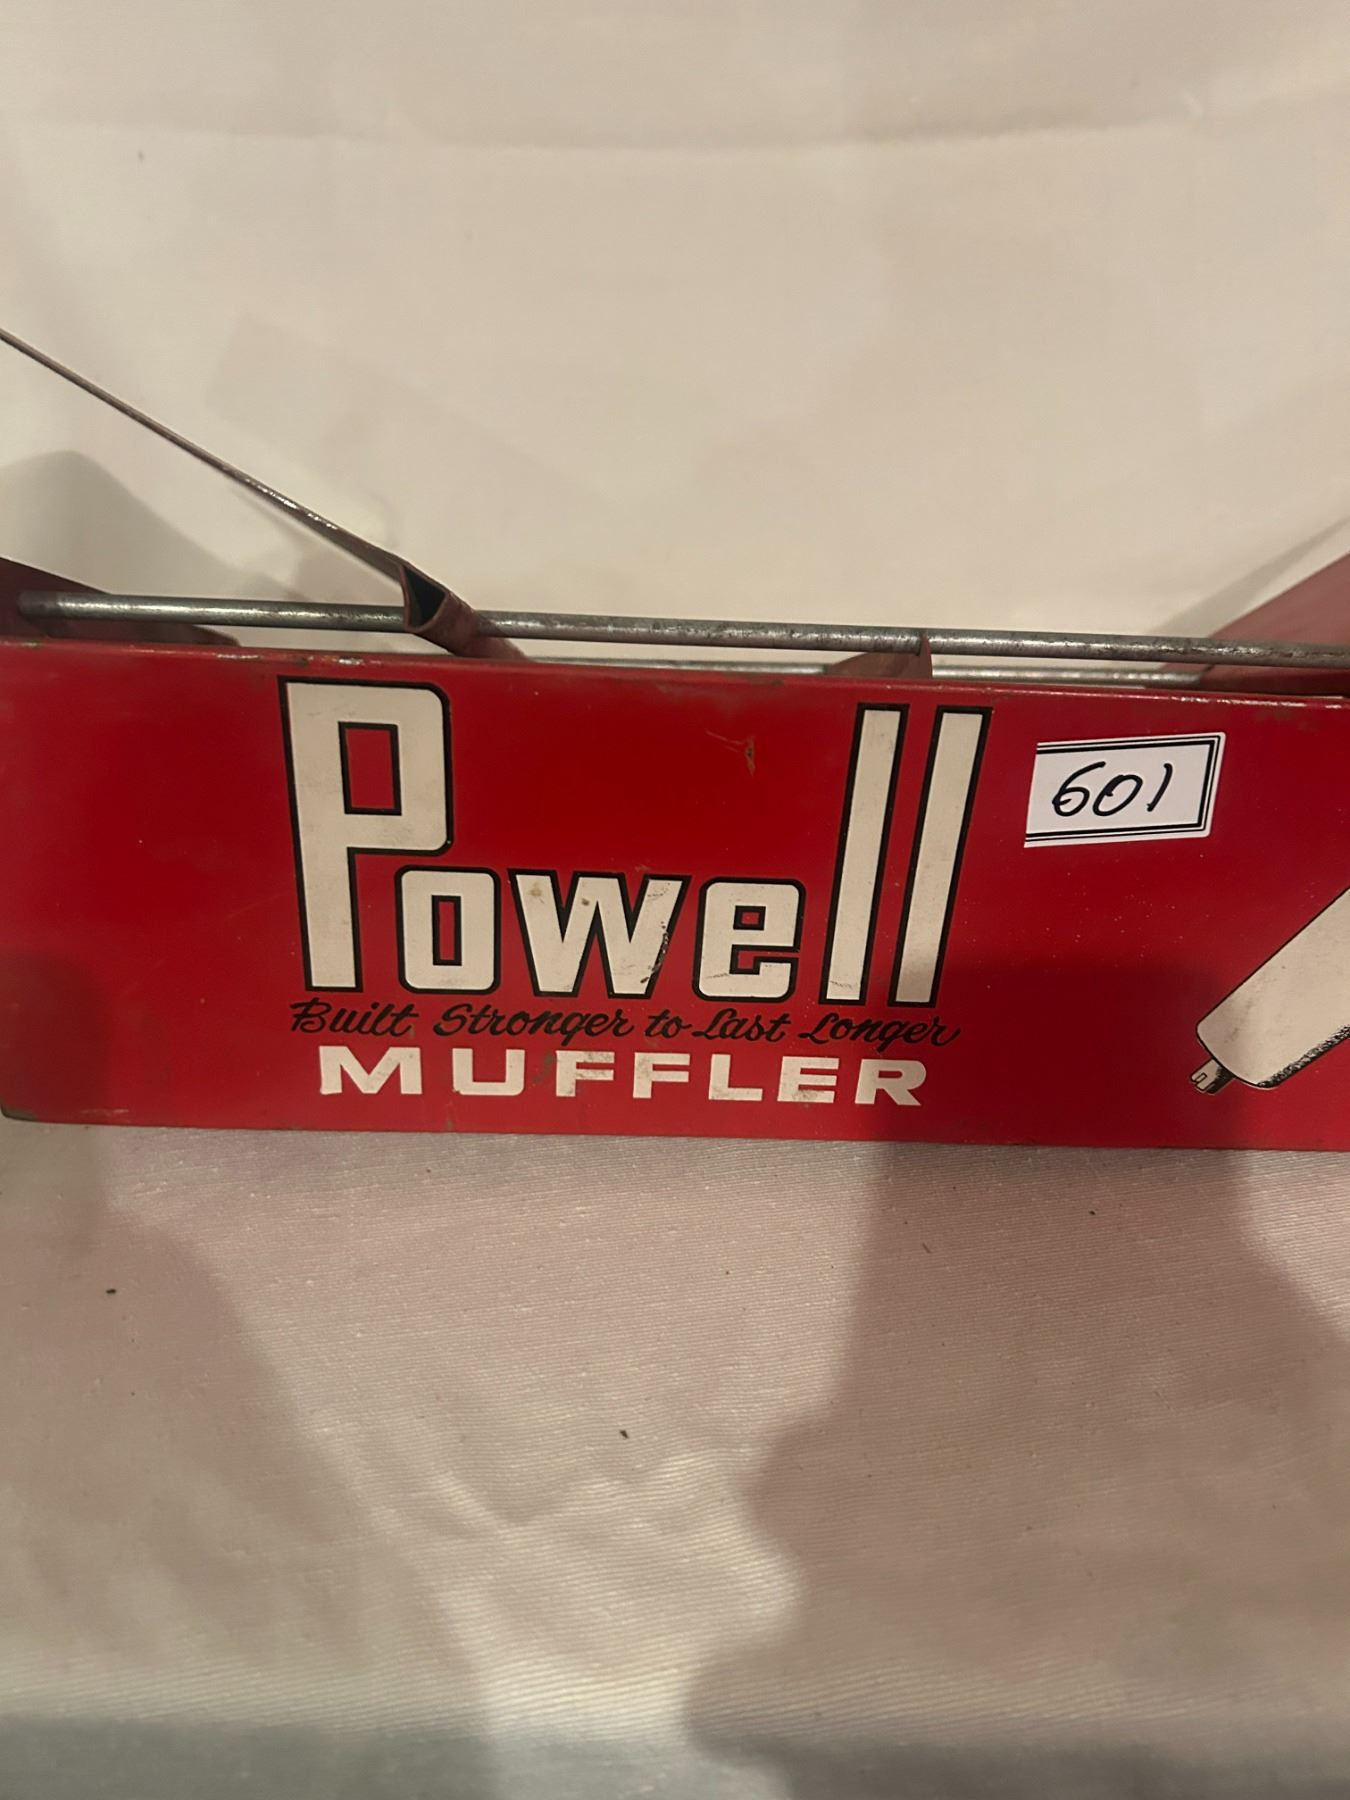 Powell
601
Built Stronger to Last Longer
MUFFLER